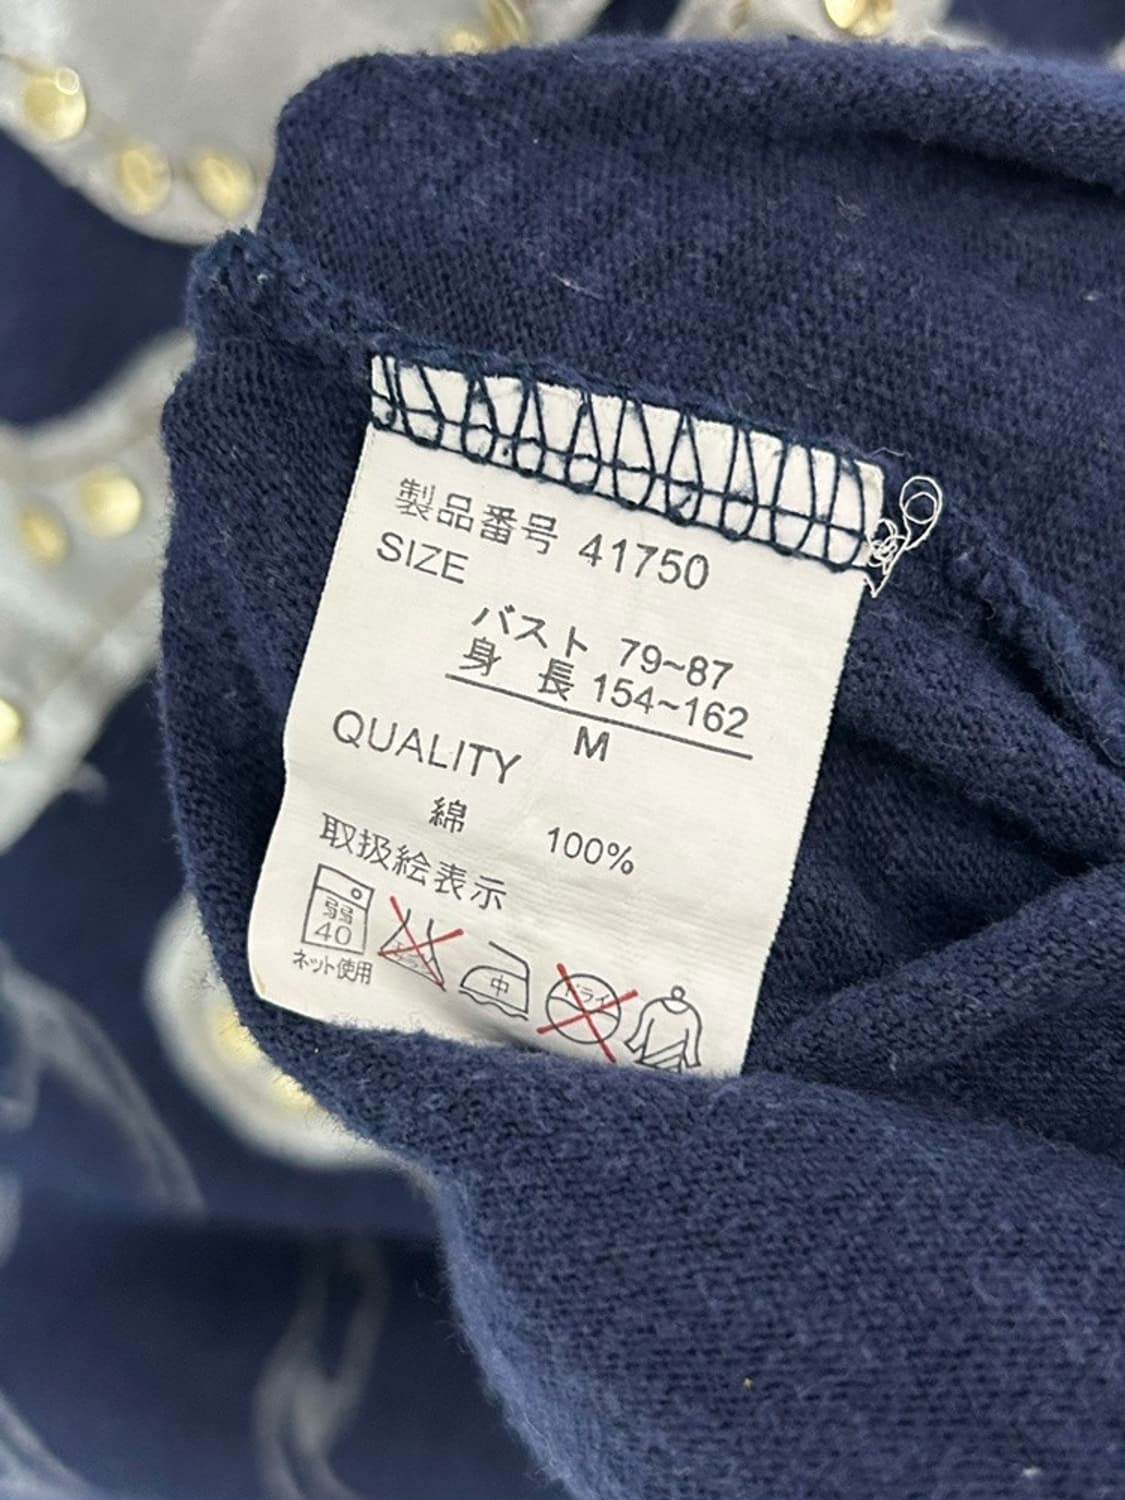 製品番号 41750
SIZE
バスト 79~87
身 長 154~162
M
QUALITY
綿 100%
取扱絵表示
弱
40
ネット使用
中
ドライ